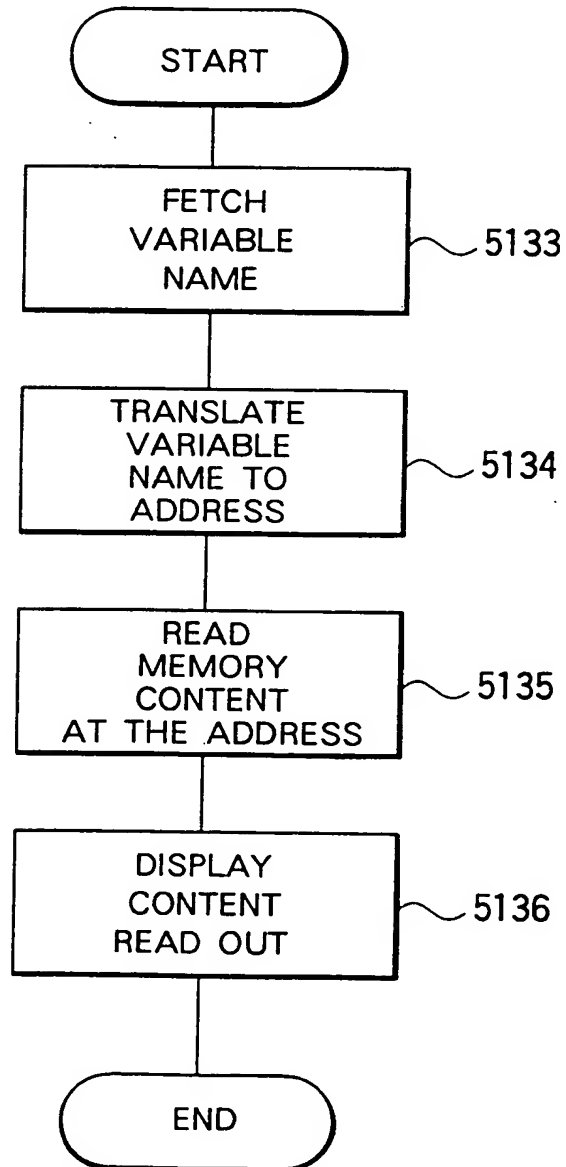 START
FETCH
VARIABLE
NAME
5133
TRANSLATE
VARIABLE
NAME TO
ADDRESS
5134
READ
MEMORY
CONTENT
AT THE ADDRESS
5135
DISPLAY
CONTENT
READ OUT
5136
END